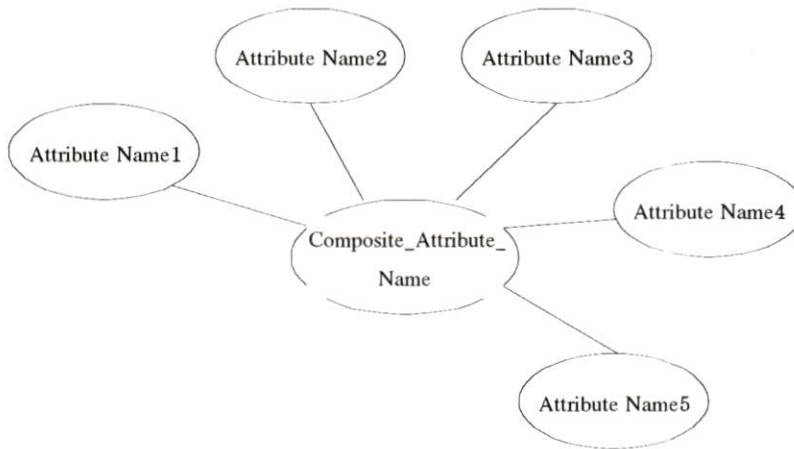 Attribute Name2
Attribute Name3
Attribute Name1
Attribute Name4
Composite_Attribute_
Name
Attribute Name5